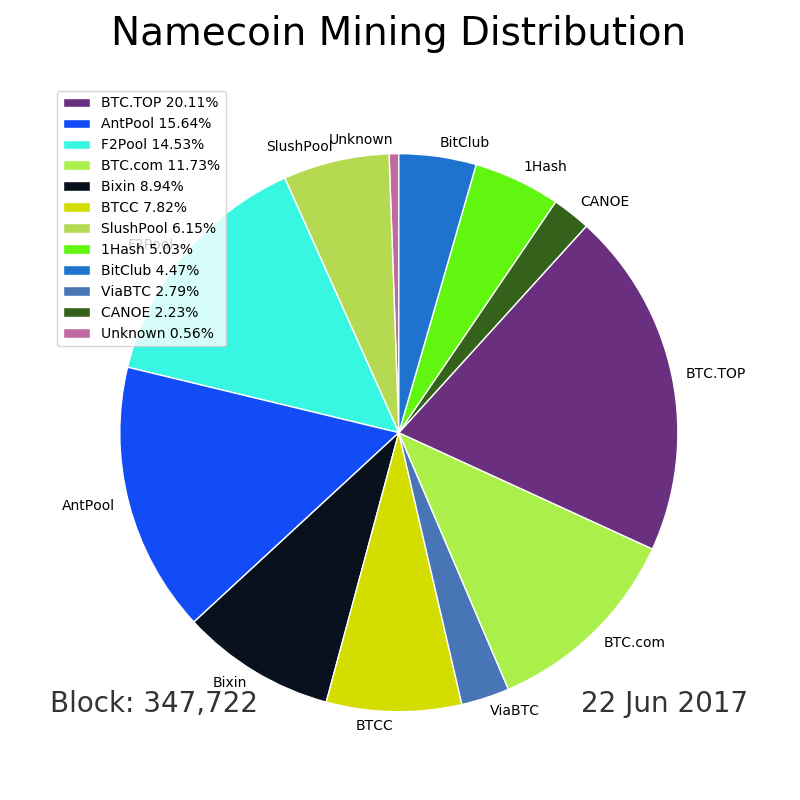 Namecoin Mining Distribution
BTC.TOP 20.11%
AntPool 15.64%
F2Pool 14.53%
BTC.com 11.73%
Bixin 8.94%
BTCC 7.82%
SlushPool 6.15%
1Hash 5.03%
BitClub 4.47%
ViaBTC 2.79%
CANOE 2.23%
Unknown 0.56%
SlushPool
Unknown
BitClub
1Hash
CANOE
F2Pool
BTC.TOP
AntPool
BTC.com
Bixin
BTCC
ViaBTC
Block: 347,722
22 Jun 2017